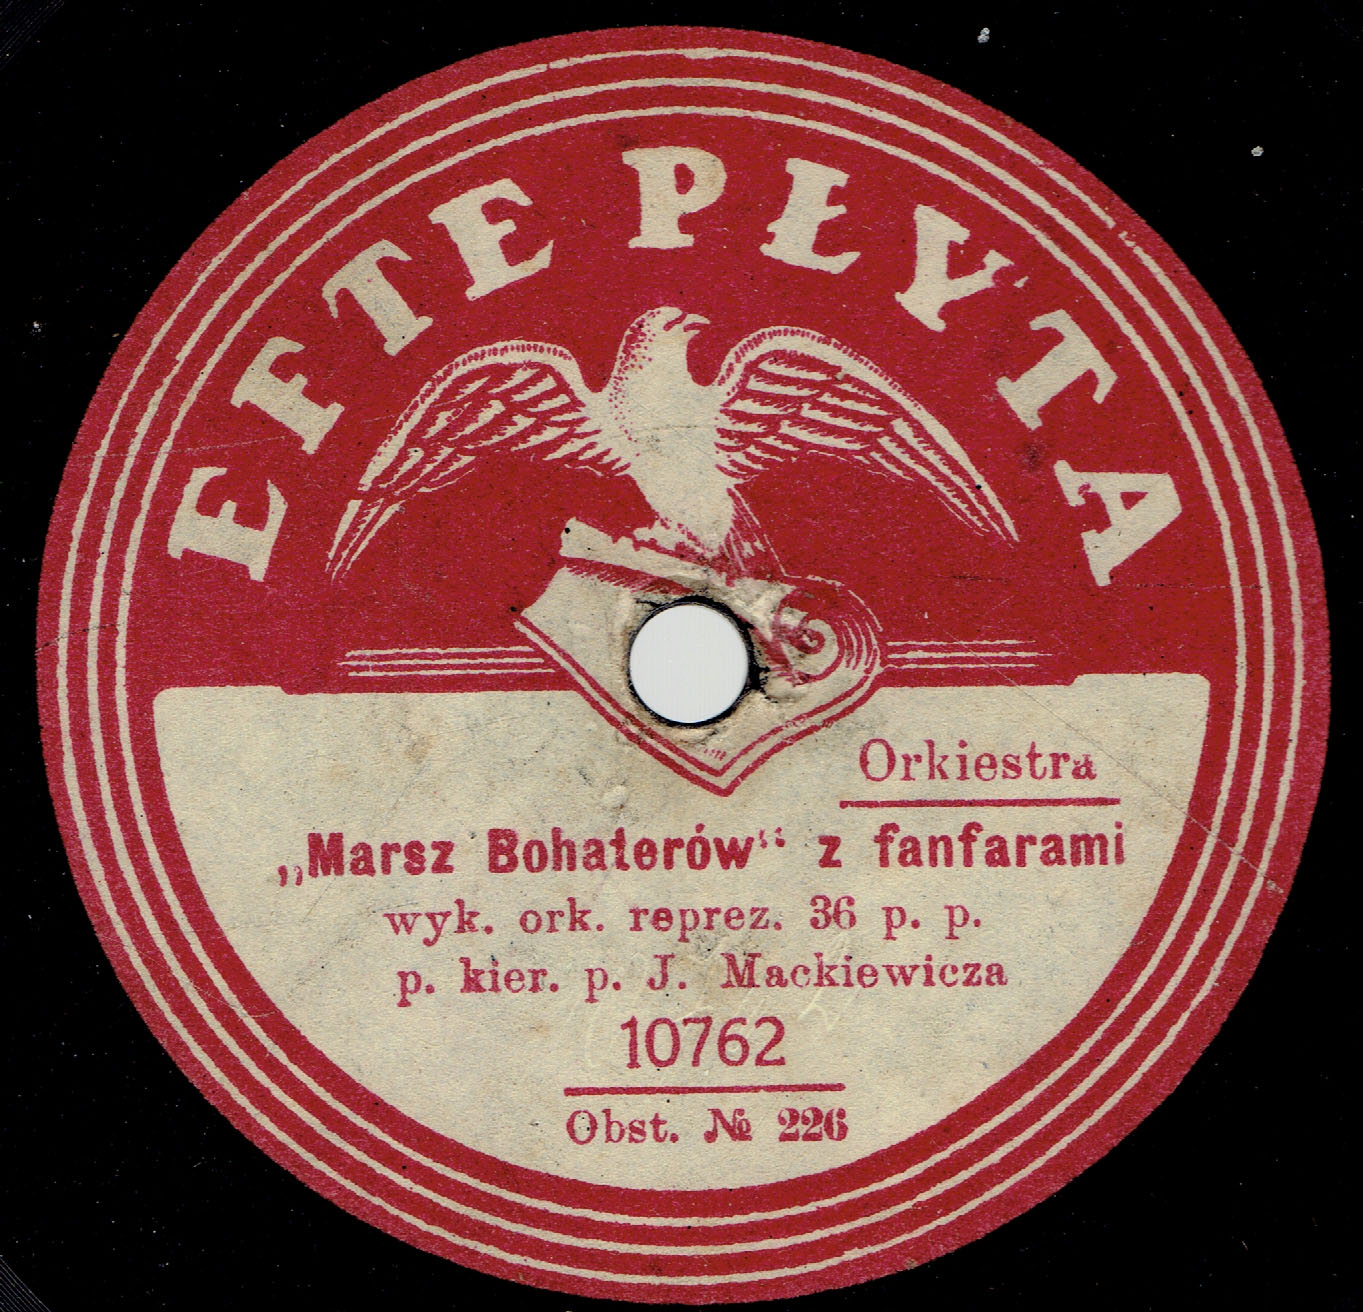 EFTE PŁYTA
Orkiestra
„Marsz Bohaterów“ z fanfarami
wyk. ork. reprez. 36 p. p.
p. kier. p. J. Mackiewicza
10762
Obst. № 226